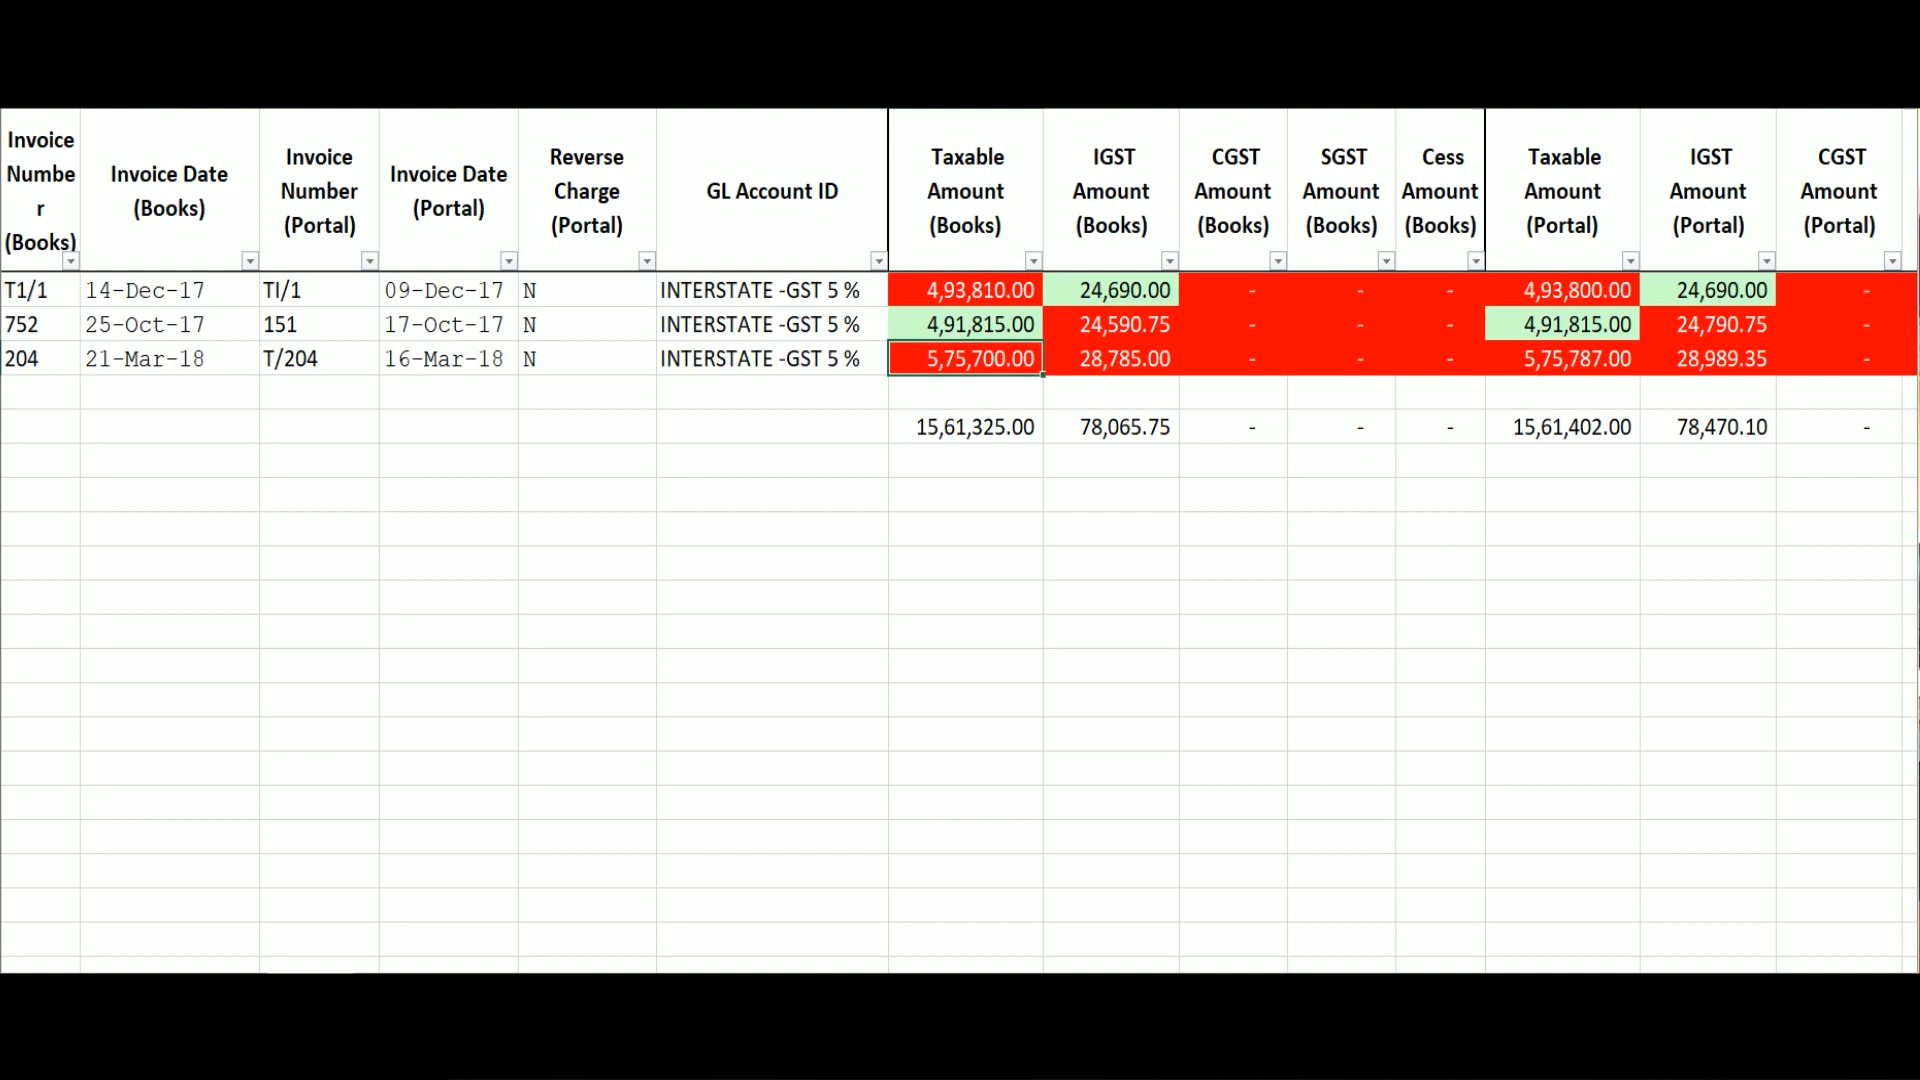 Invoice Number (Books) Invoice Date (Books) Invoice Number (Portal) Invoice Date (Portal) Reverse Charge (Portal) GL Account ID Taxable Amount (Books) IGST Amount (Books) CGST Amount (Books) SGST Amount (Books) Cess Amount (Books) Taxable Amount (Portal) IGST Amount (Portal) CGST Amount (Portal)
T1/1 14-Dec-17 TI/1 09-Dec-17 N INTERSTATE -GST 5 % 4,93,810.00 24,690.00 - - - 4,93,800.00 24,690.00 -
752 25-Oct-17 151 17-Oct-17 N INTERSTATE -GST 5 % 4,91,815.00 24,590.75 - - - 4,91,815.00 24,790.75 -
204 21-Mar-18 T/204 16-Mar-18 N INTERSTATE -GST 5 % 5,75,700.00 28,785.00 - - - 5,75,787.00 28,989.35 -
15,61,325.00 78,065.75 - - - 15,61,402.00 78,470.10 -